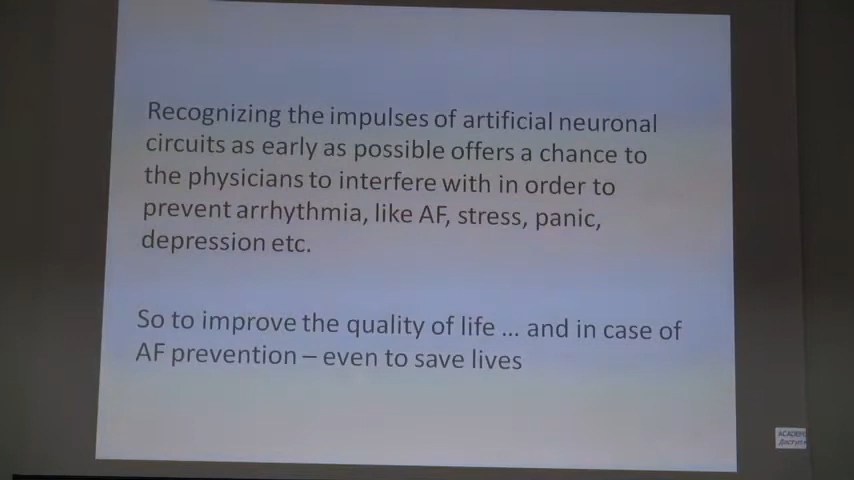 Recognizing the impulses of artificial neuronal
circuits as early as possible offers a chance to
the physicians to interfere with in order to
prevent arrhythmia, like AF, stress, panic,
depression etc.
So to improve the quality of life ... and in case of
AF prevention – even to save lives